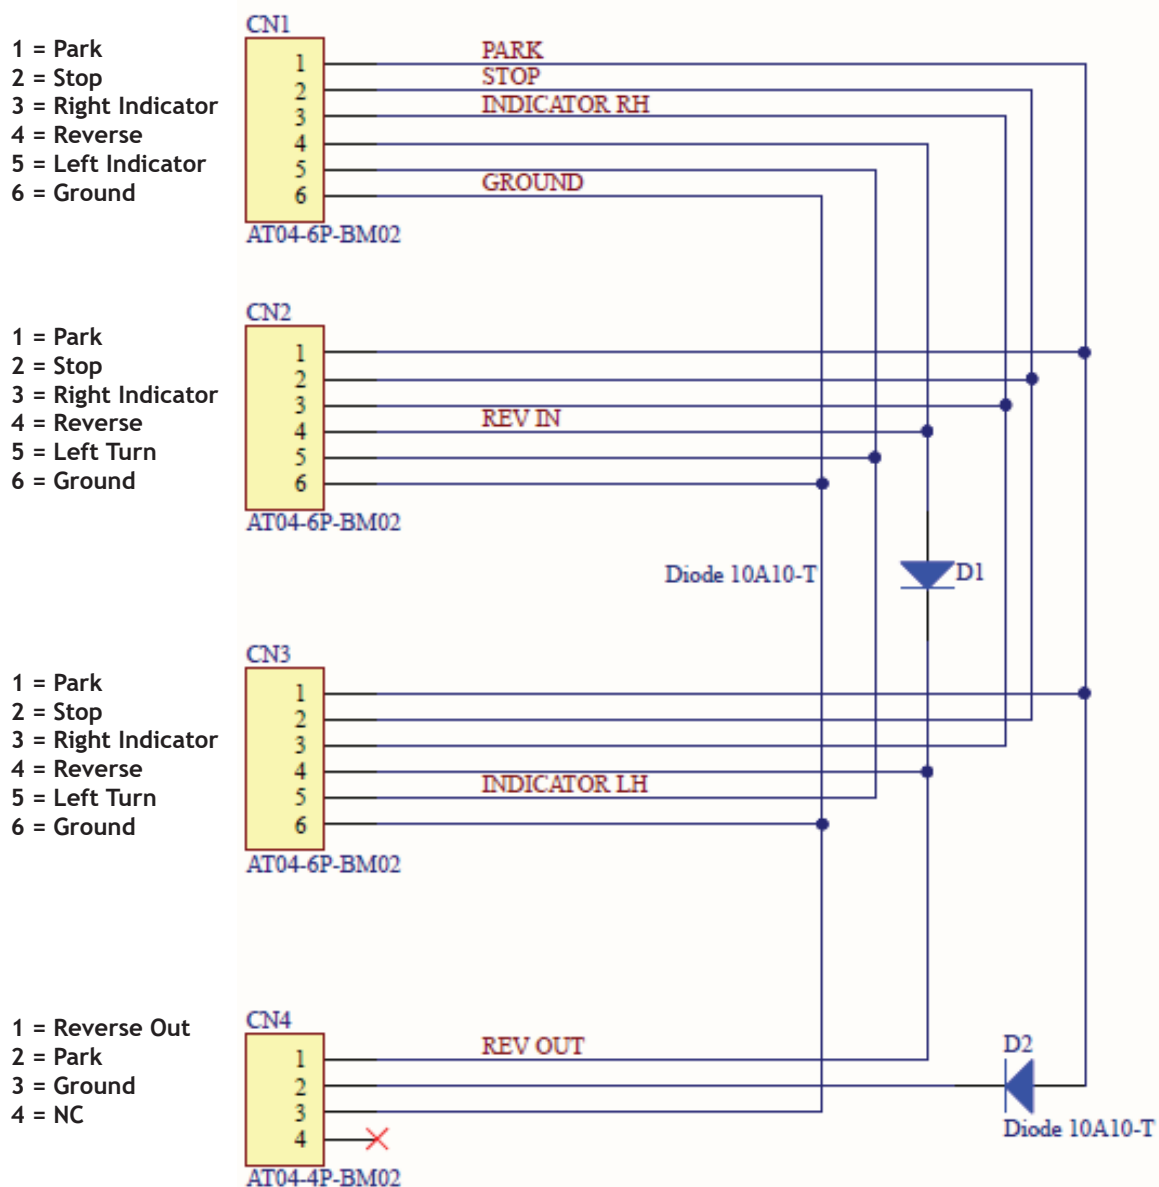 CN1
1 = Park
2 = Stop
3 = Right Indicator
4 = Reverse
5 = Left Indicator
6 = Ground
1 PARK
2 STOP
3 INDICATOR RH
4
5
6 GROUND
AT04-6P-BM02
CN2
1 = Park
2 = Stop
3 = Right Indicator
4 = Reverse
5 = Left Turn
6 = Ground
1
2
3
4 REV IN
5
6
AT04-6P-BM02
Diode 10A10-T D1
CN3
1 = Park
2 = Stop
3 = Right Indicator
4 = Reverse
5 = Left Turn
6 = Ground
1
2
3
4
5 INDICATOR LH
6
AT04-6P-BM02
CN4
1 = Reverse Out
2 = Park
3 = Ground
4 = NC
1 REV OUT
2
3
4
AT04-4P-BM02
D2
Diode 10A10-T